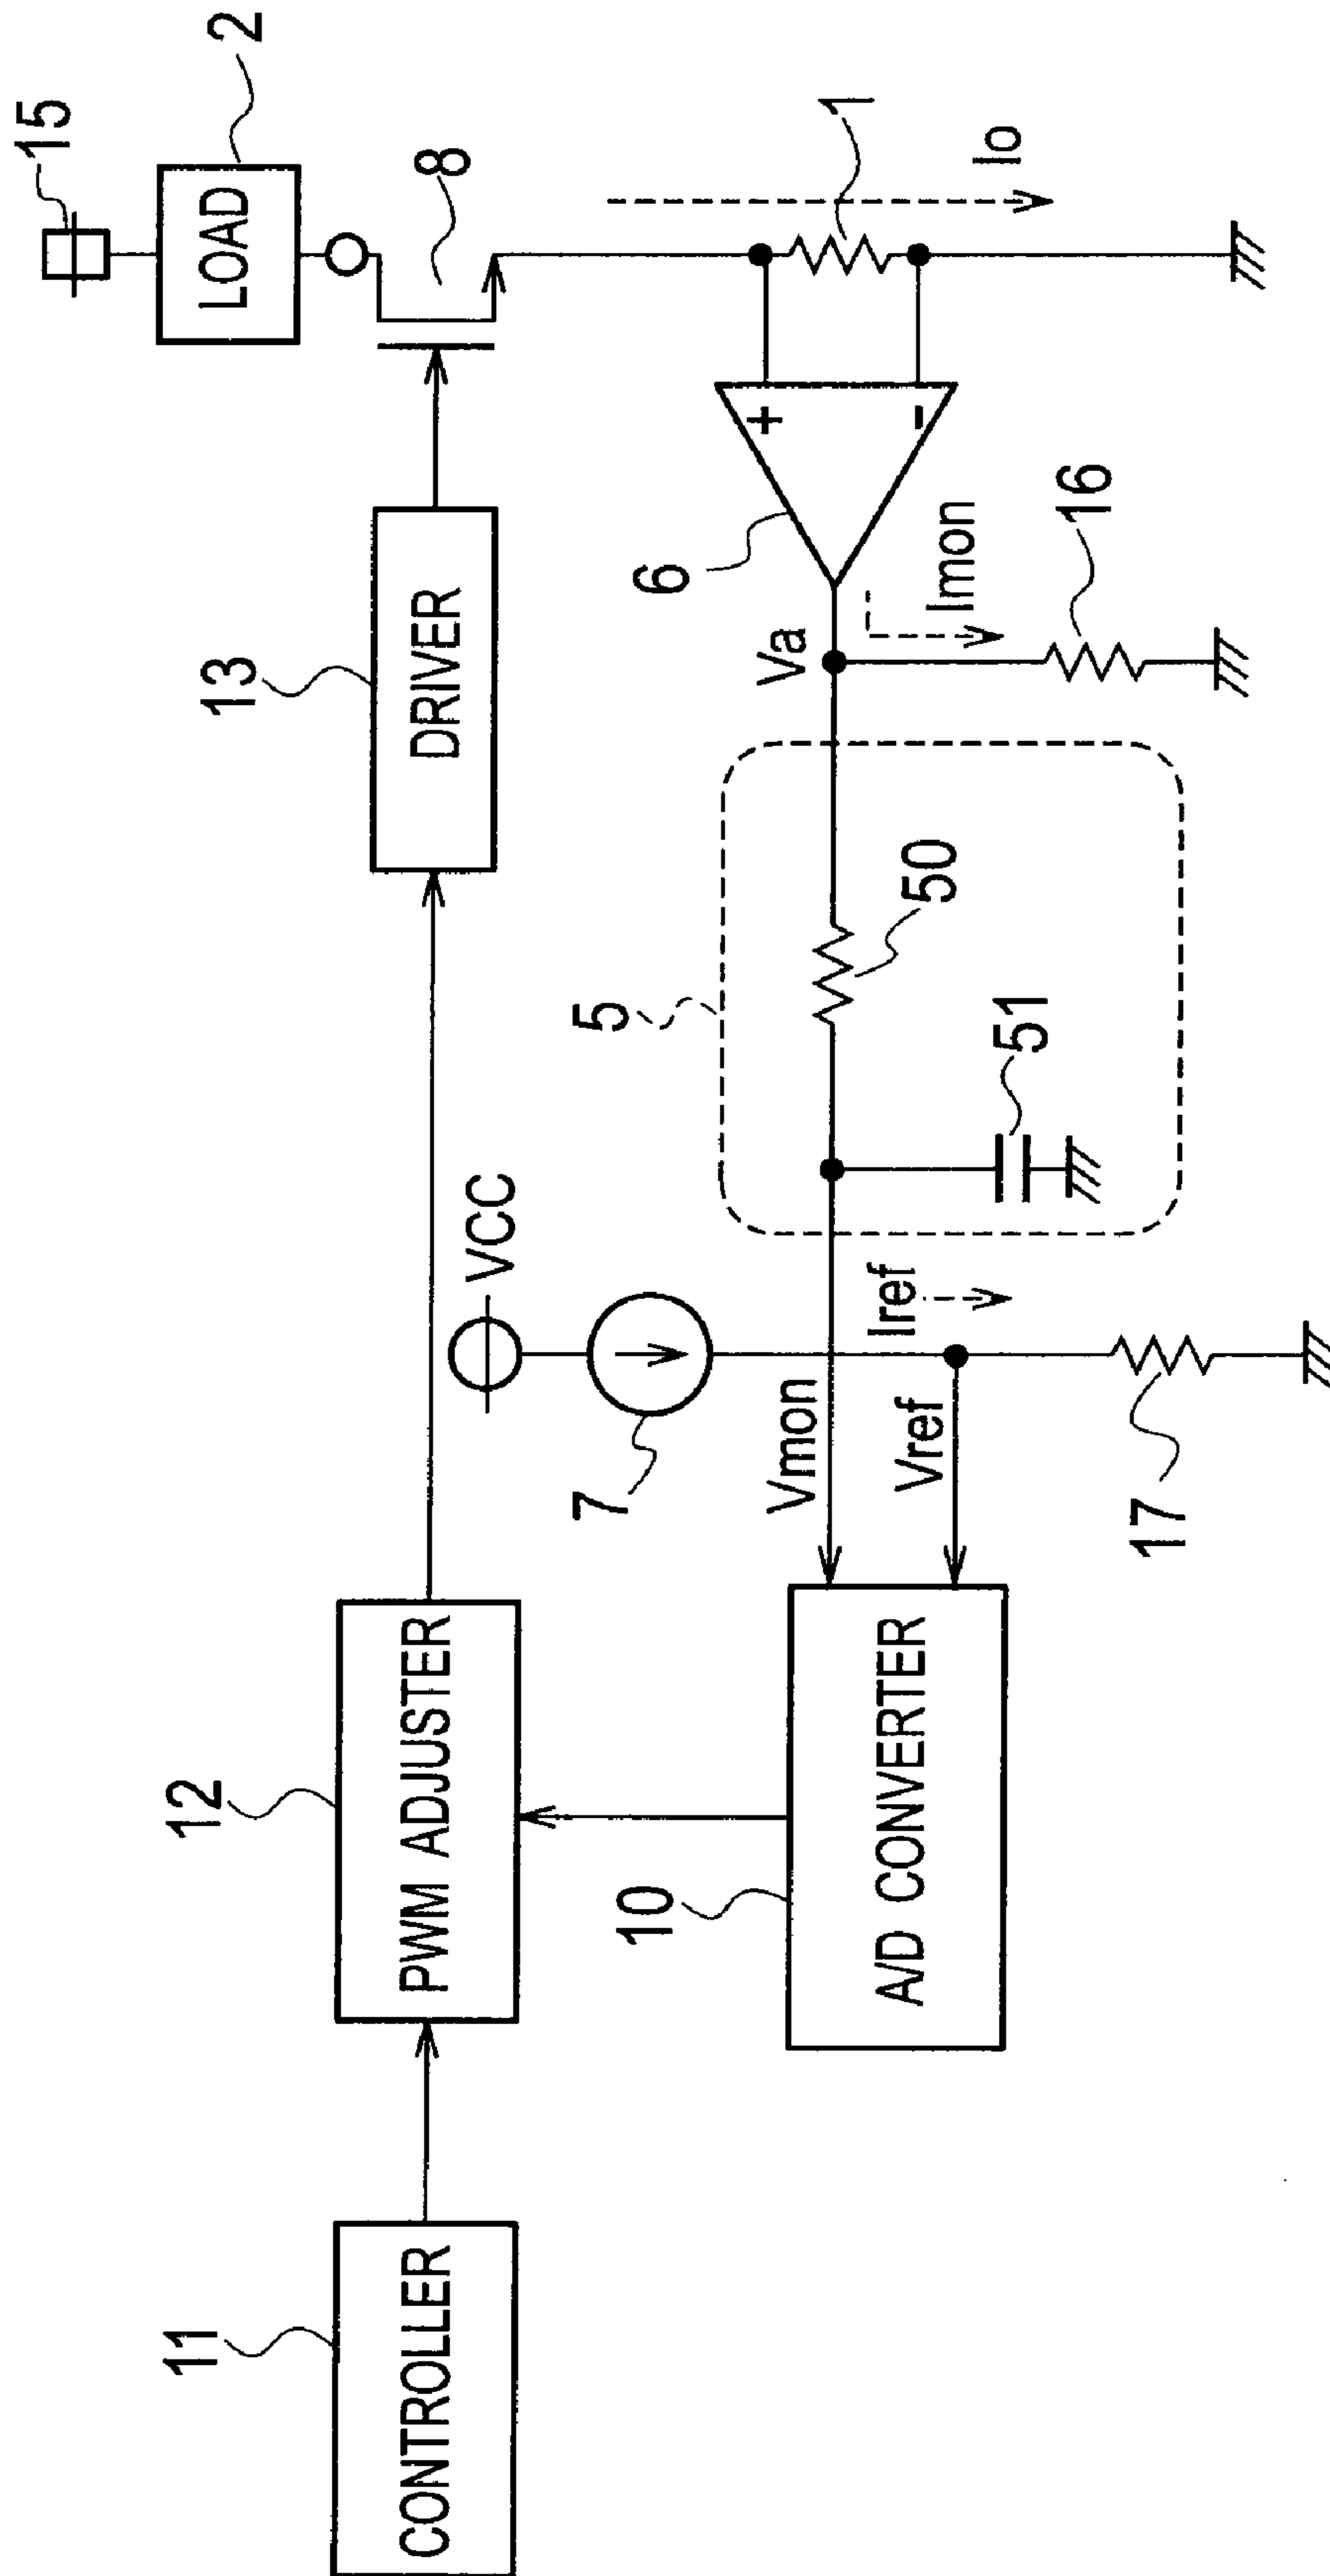 15
2
LOAD
8
1
Io
13
DRIVER
6
+
-
Va
Imon
16
5
50
51
VCC
7
Iref
Vmon
Vref
17
12
PWM ADJUSTER
10
A/D CONVERTER
11
CONTROLLER